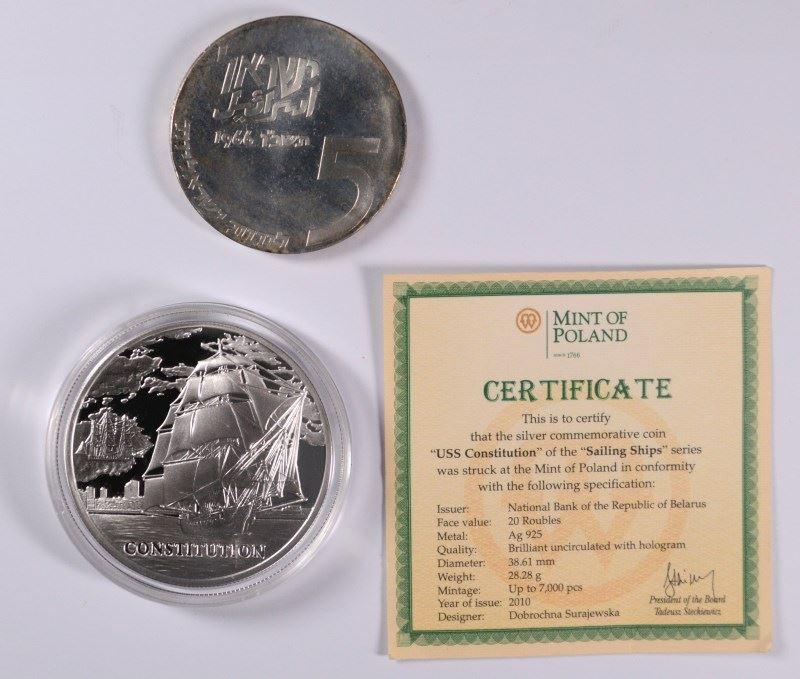 ישראל
اسرائيل
1966 תשכ"ו
5
CONSTITUTION
MINT OF
POLAND
SINCE 1766
CERTIFICATE
This is to certify
that the silver commemorative coin
"USS Constitution" of the "Sailing Ships" series
was struck at the Mint of Poland in conformity
with the following specification:
Issuer: National Bank of the Republic of Belarus
Face value: 20 Roubles
Metal: Ag 925
Quality: Brilliant uncirculated with hologram
Diameter: 38.61 mm
Weight: 28.28 g
Mintage: Up to 7,000 pcs
Year of issue: 2010
Designer: Dobrochna Surajewska
President of the Board
Tadeusz Steckiewicz